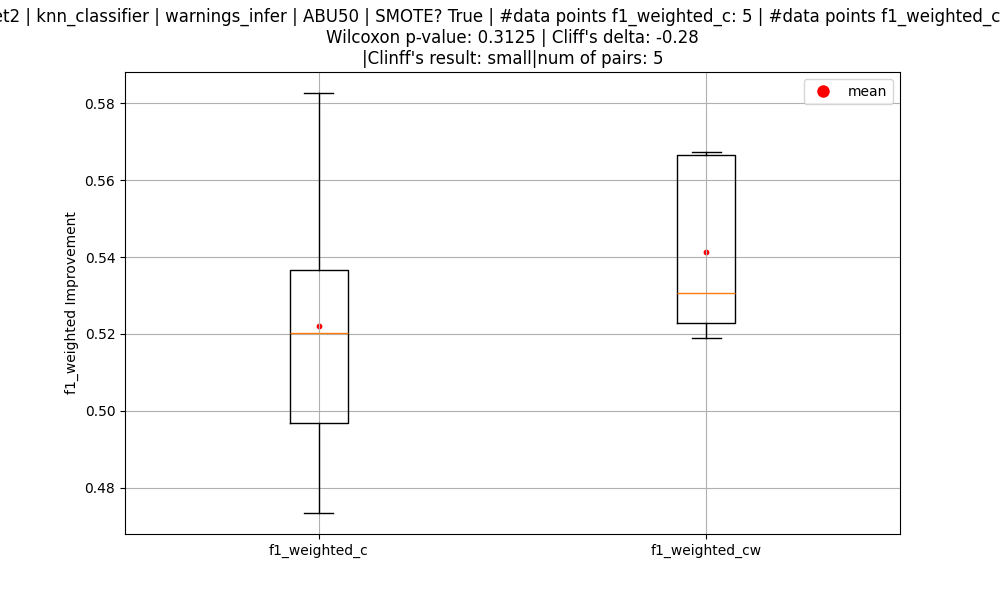 | knn_classifier | warnings_infer | ABU50 | SMOTE? True | #data points f1_weighted_c: 5 | #data points
Wilcoxon p-value: 0.3125 | Cliff's delta: -0.28
|Clinff's result: small|num of pairs: 5
mean
0.58
0.56
0.54
0.52
0.50
0.48
f1_weighted Improvement
f1_weighted_c
f1_weighted_cw